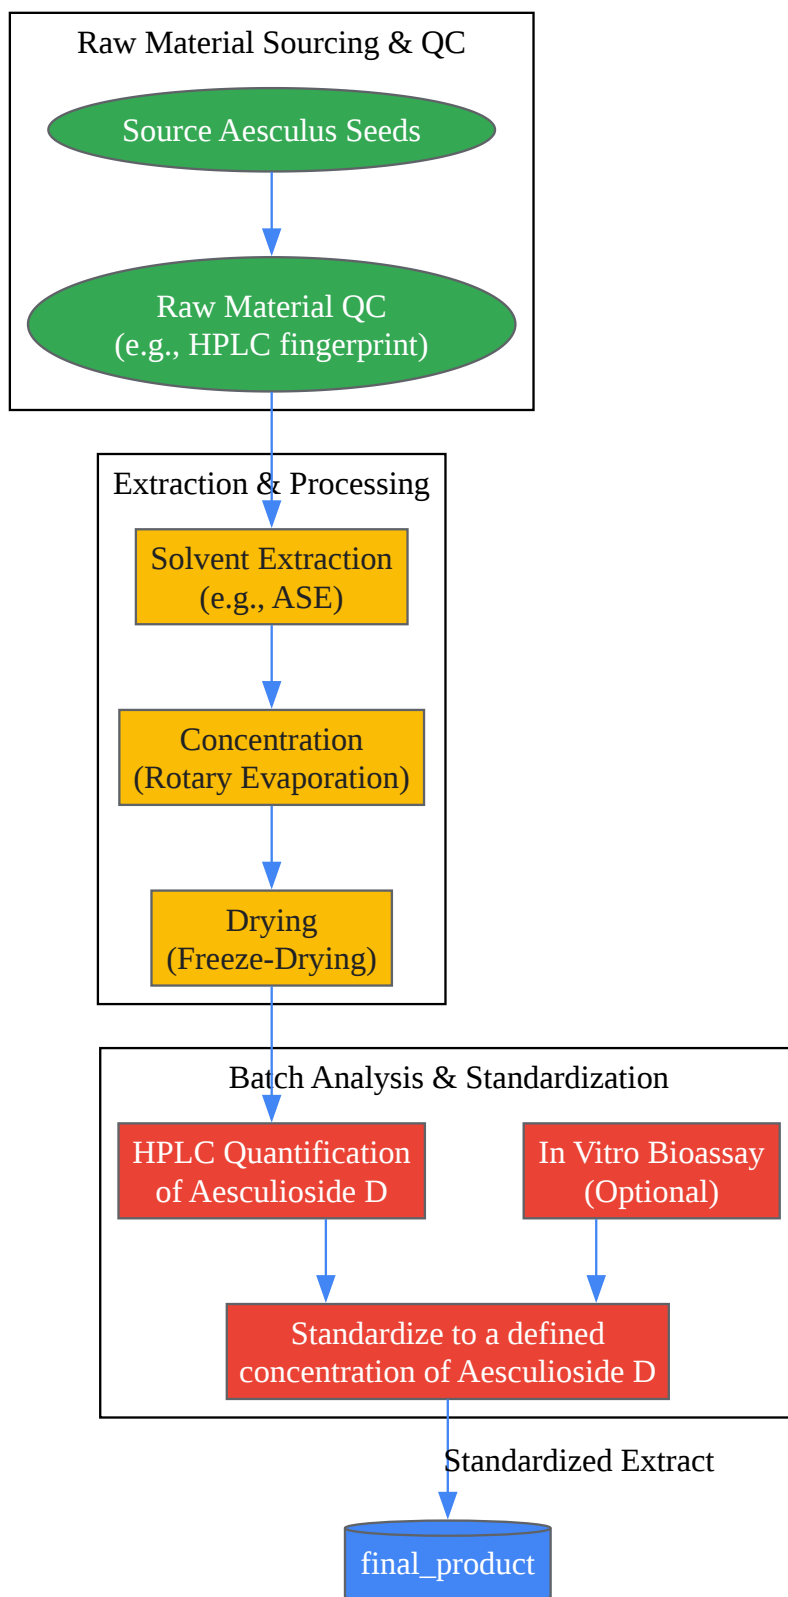 Raw Material Sourcing & QC
Source Aesculus Seeds
Raw Material QC
(e.g., HPLC fingerprint)
Extraction & Processing
Solvent Extraction
(e.g., ASE)
Concentration
(Rotary Evaporation)
Drying
(Freeze-Drying)
Batch Analysis & Standardization
HPLC Quantification
of Aesculioside D
In Vitro Bioassay
(Optional)
Standardize to a defined
concentration of Aesculioside D
Standardized Extract
final_product